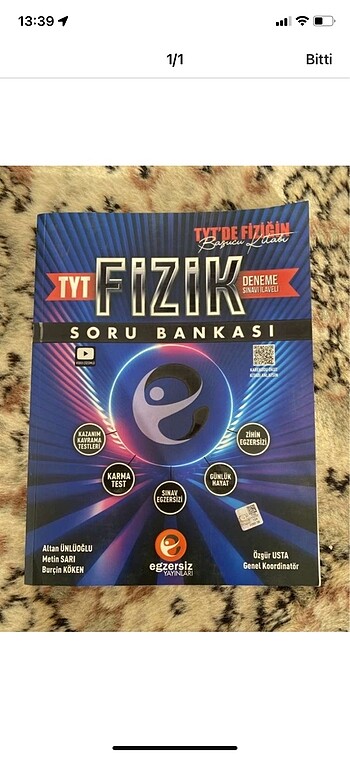 13:39
1/1
Bitti
TYT'DE FİZİĞİN
Başucu Kitabı
TYT
FİZİK
DENEME
SINAVI İLAVELİ
SORU BANKASI
KAZANIM
KAVRAMA
TESTLERİ
KARMA
TEST
SINAV
EGZERSİZİ
GÜNLÜK
HAYAT
ZİHİN
EGZERSİZİ
Altan ÜNLÜOĞLU
Metin SARI
Burçin KÖKEN
egzersiz
YAYINLARI
Özgür USTA
Genel Koordinatör